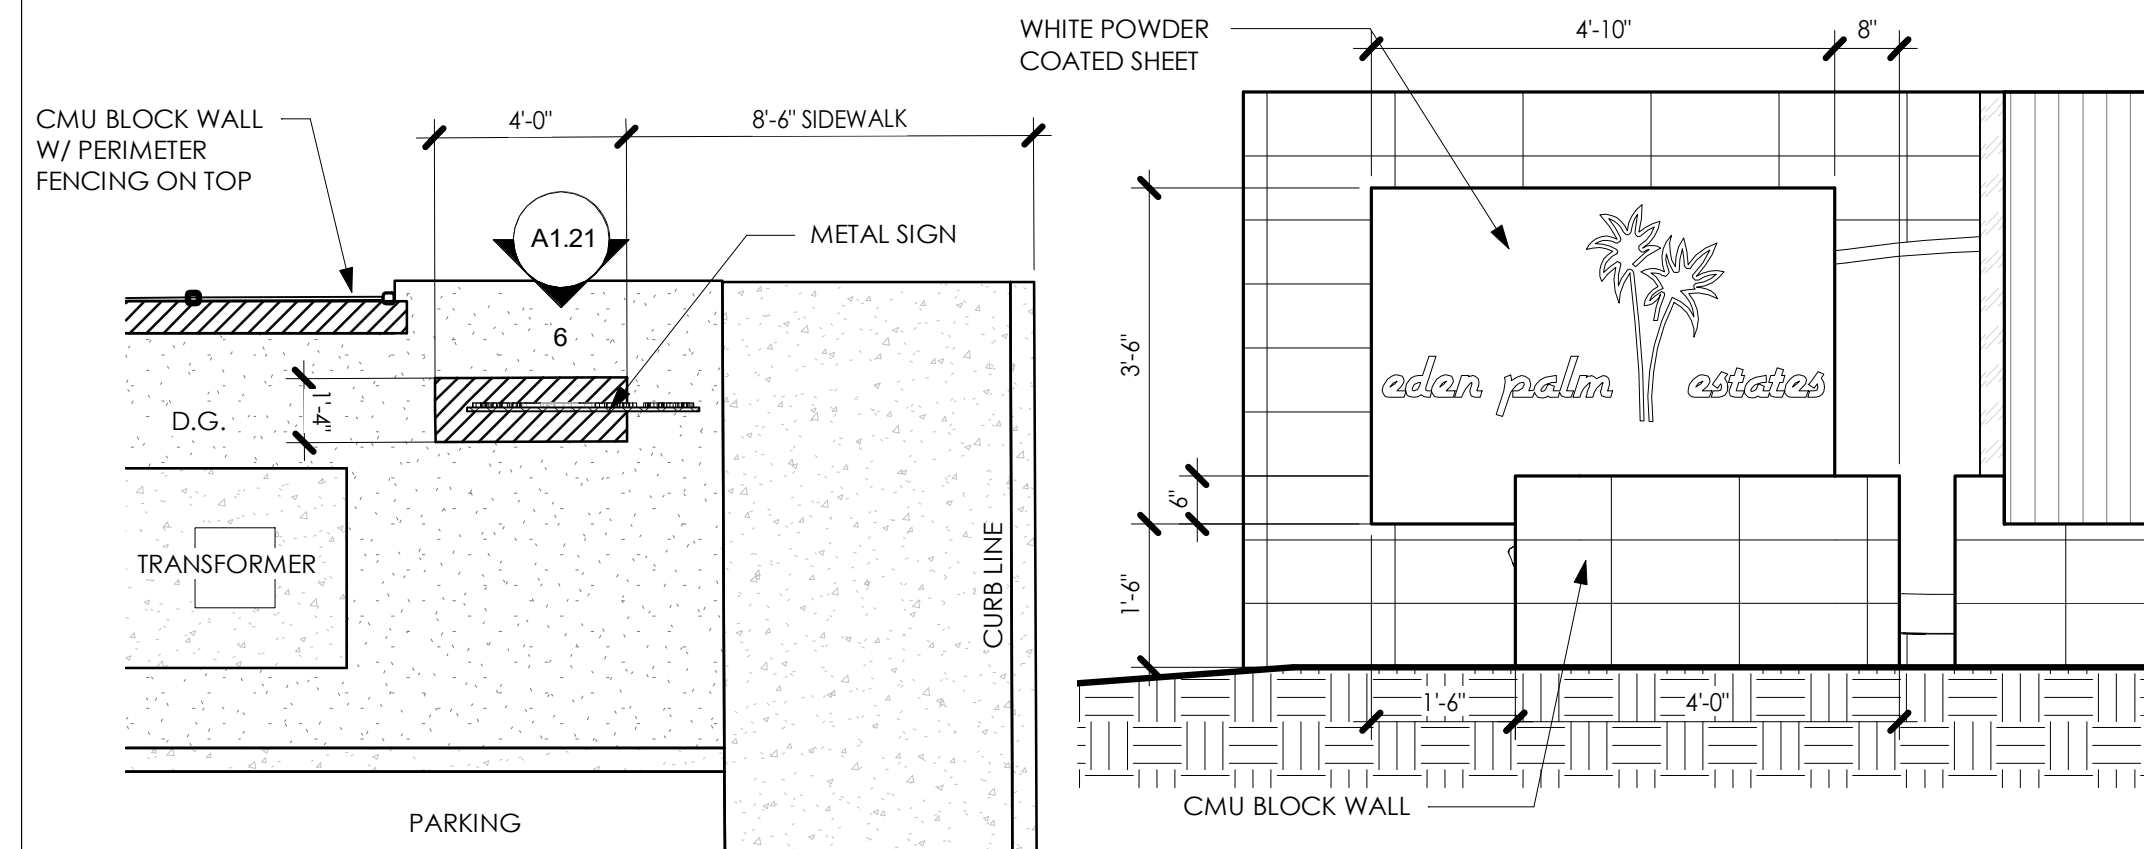 CMU BLOCK WALL
W/ PERIMETER
FENCING ON TOP
4'-0"
8'-6" SIDEWALK
A1.21
METAL SIGN
6
1'-4"
D.G.
TRANSFORMER
CURB LINE
PARKING
WHITE POWDER
COATED SHEET
4'-10"
8"
3'-6"
eden palm estates
6"
1'-6"
1'-6"
4'-0"
CMU BLOCK WALL